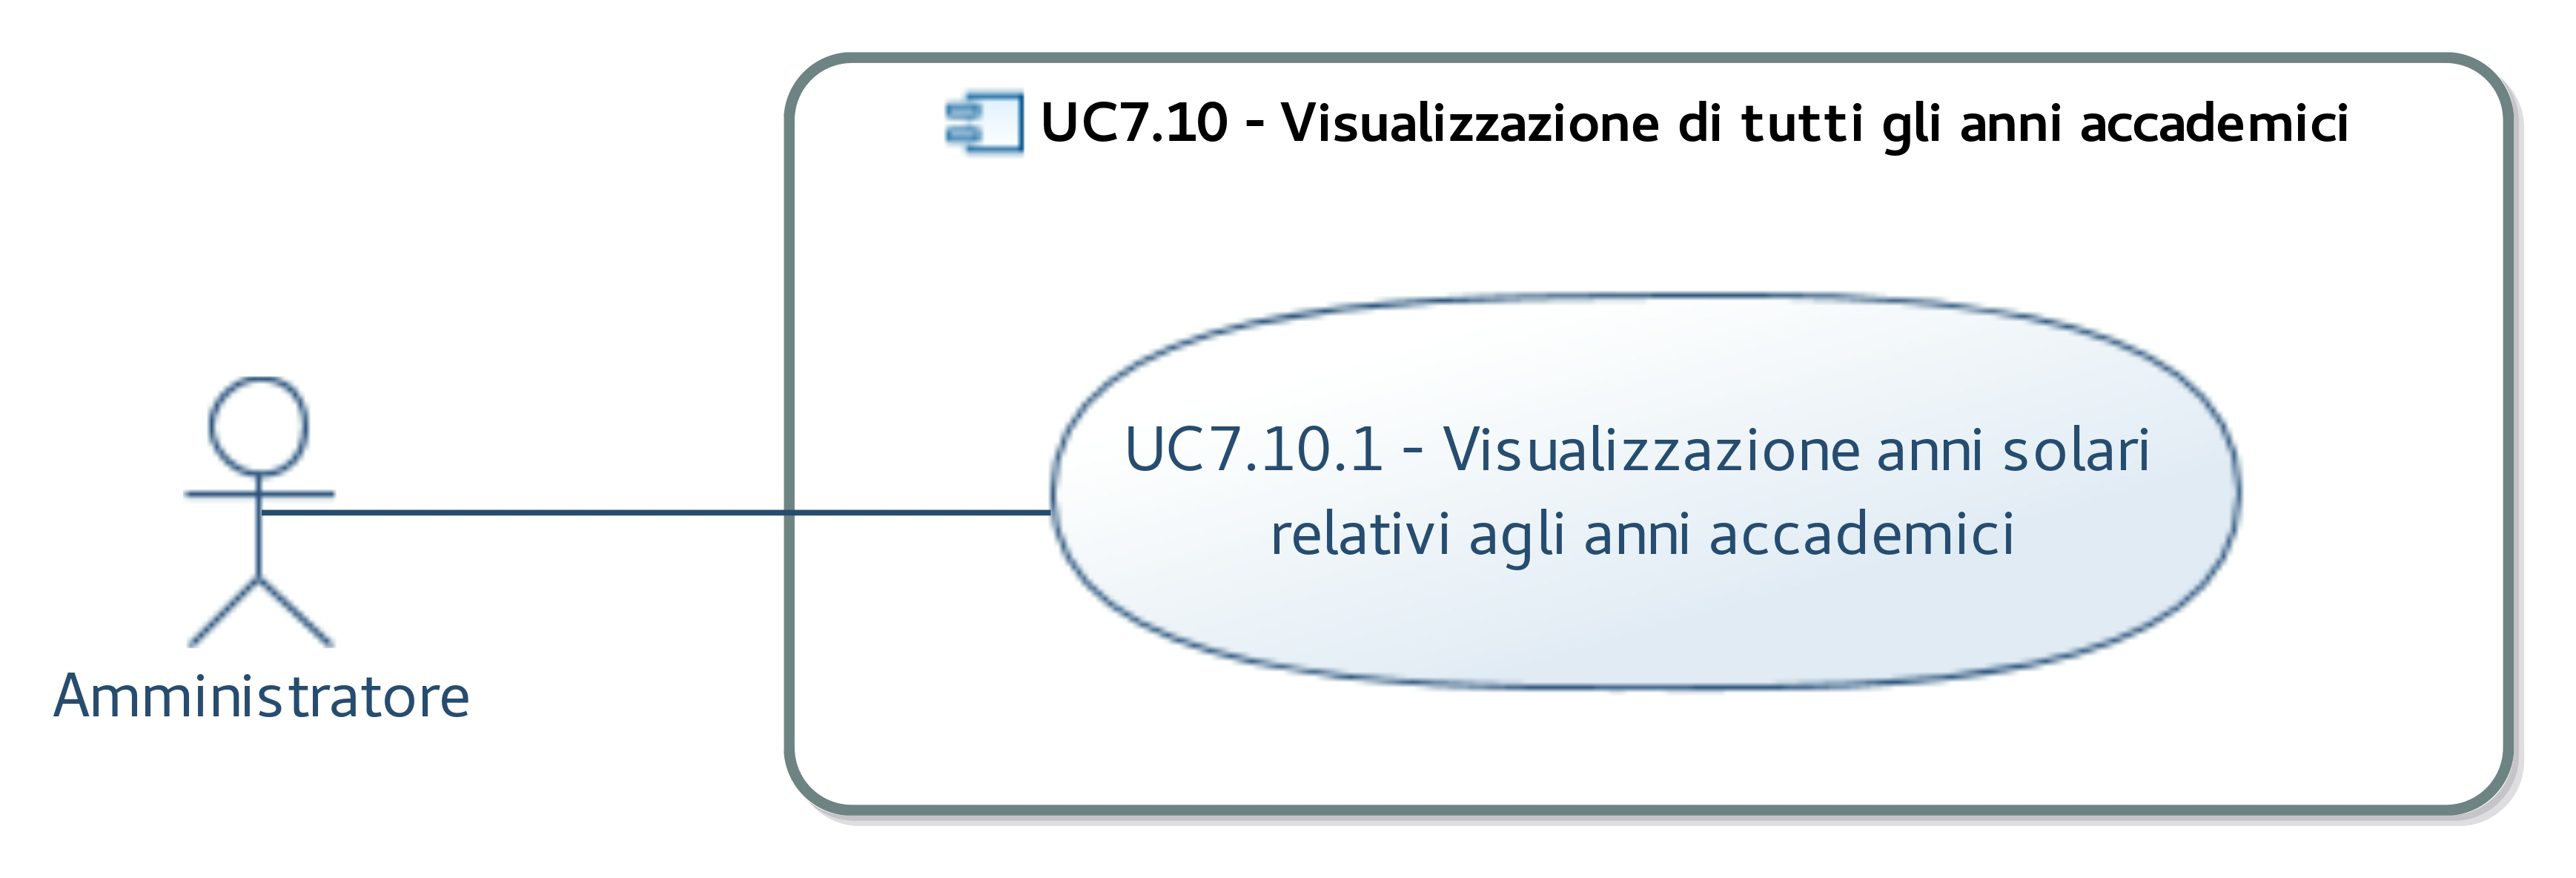 UC7.10 - Visualizzazione di tutti gli anni accademici
UC7.10.1 - Visualizzazione anni solari
relativi agli anni accademici
Amministratore